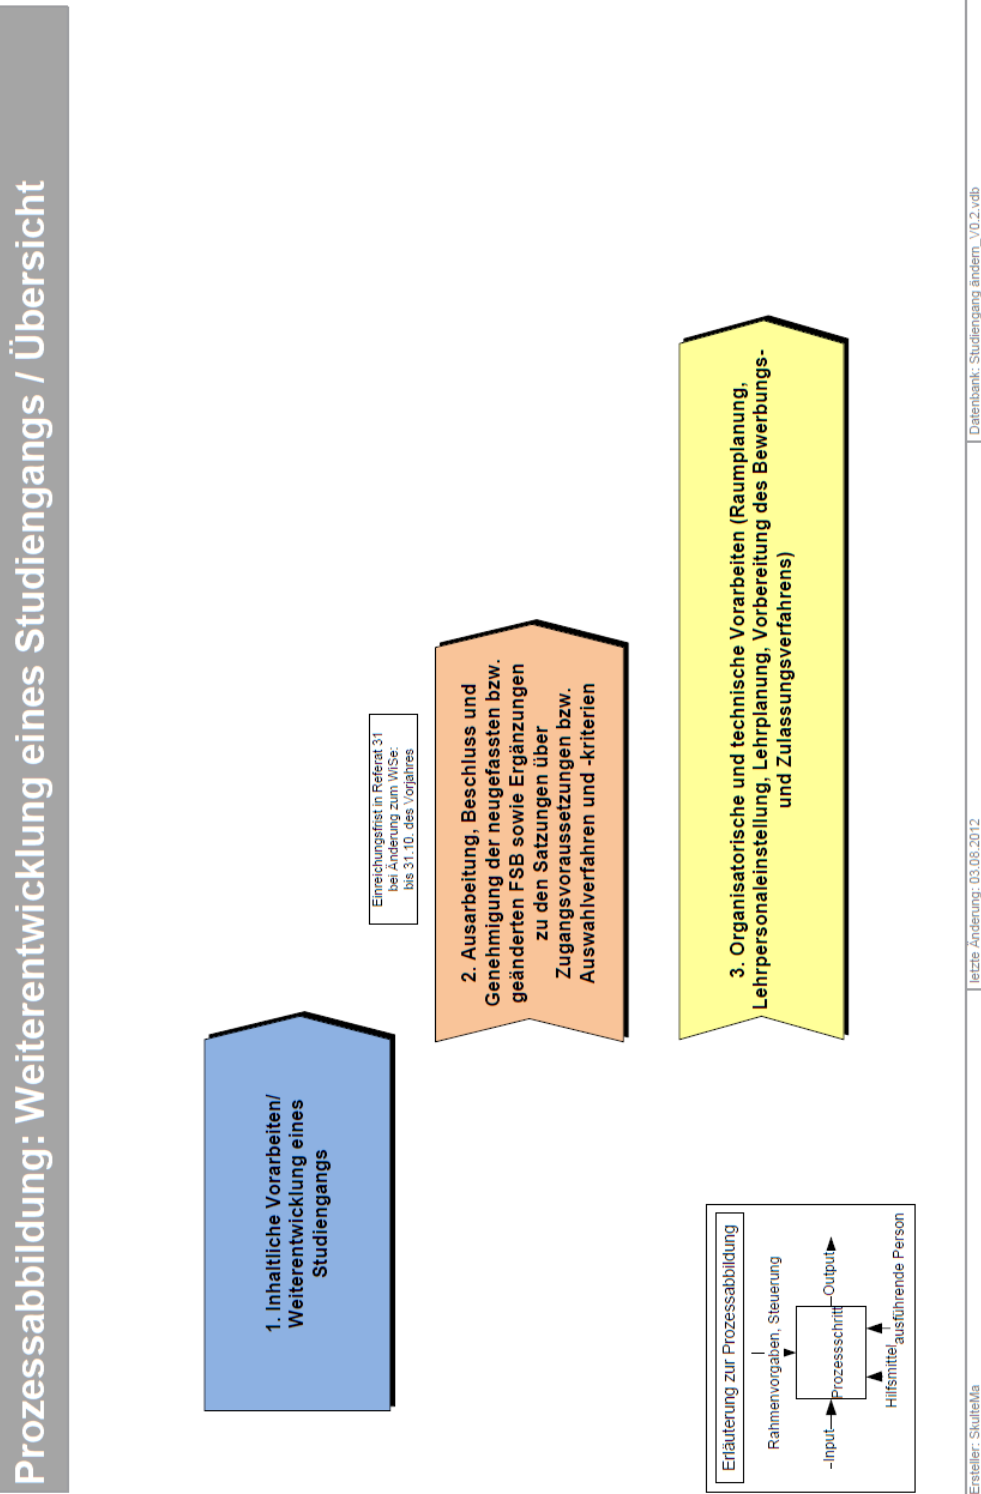 Prozessabbildung: Weiterentwicklung eines Studiengangs / Übersicht
1. Inhaltliche Vorarbeiten/
Weiterentwicklung eines
Studiengangs
Einreichungsfrist in Referat 31
bei Änderung zum WiSe:
bis 31.10. des Vorjahres
2. Ausarbeitung, Beschluss und
Genehmigung der neugefassten bzw.
geänderten FSB sowie Ergänzungen
zu den Satzungen über
Zugangsvoraussetzungen bzw.
Auswahlverfahren und -kriterien
3. Organisatorische und technische Vorarbeiten (Raumplanung,
Lehrpersonaleinstellung, Lehrplanung, Vorbereitung des Bewerbungs-
und Zulassungsverfahrens)
Erläuterung zur Prozessabbildung
Rahmenvorgaben, Steuerung
Input
Prozessschritt
Output
Hilfsmittel
ausführende Person
Ersteller: SkulteMa
letzte Änderung: 03.08.2012
Datenbank: Studiengang ändern_V0.2.vdb